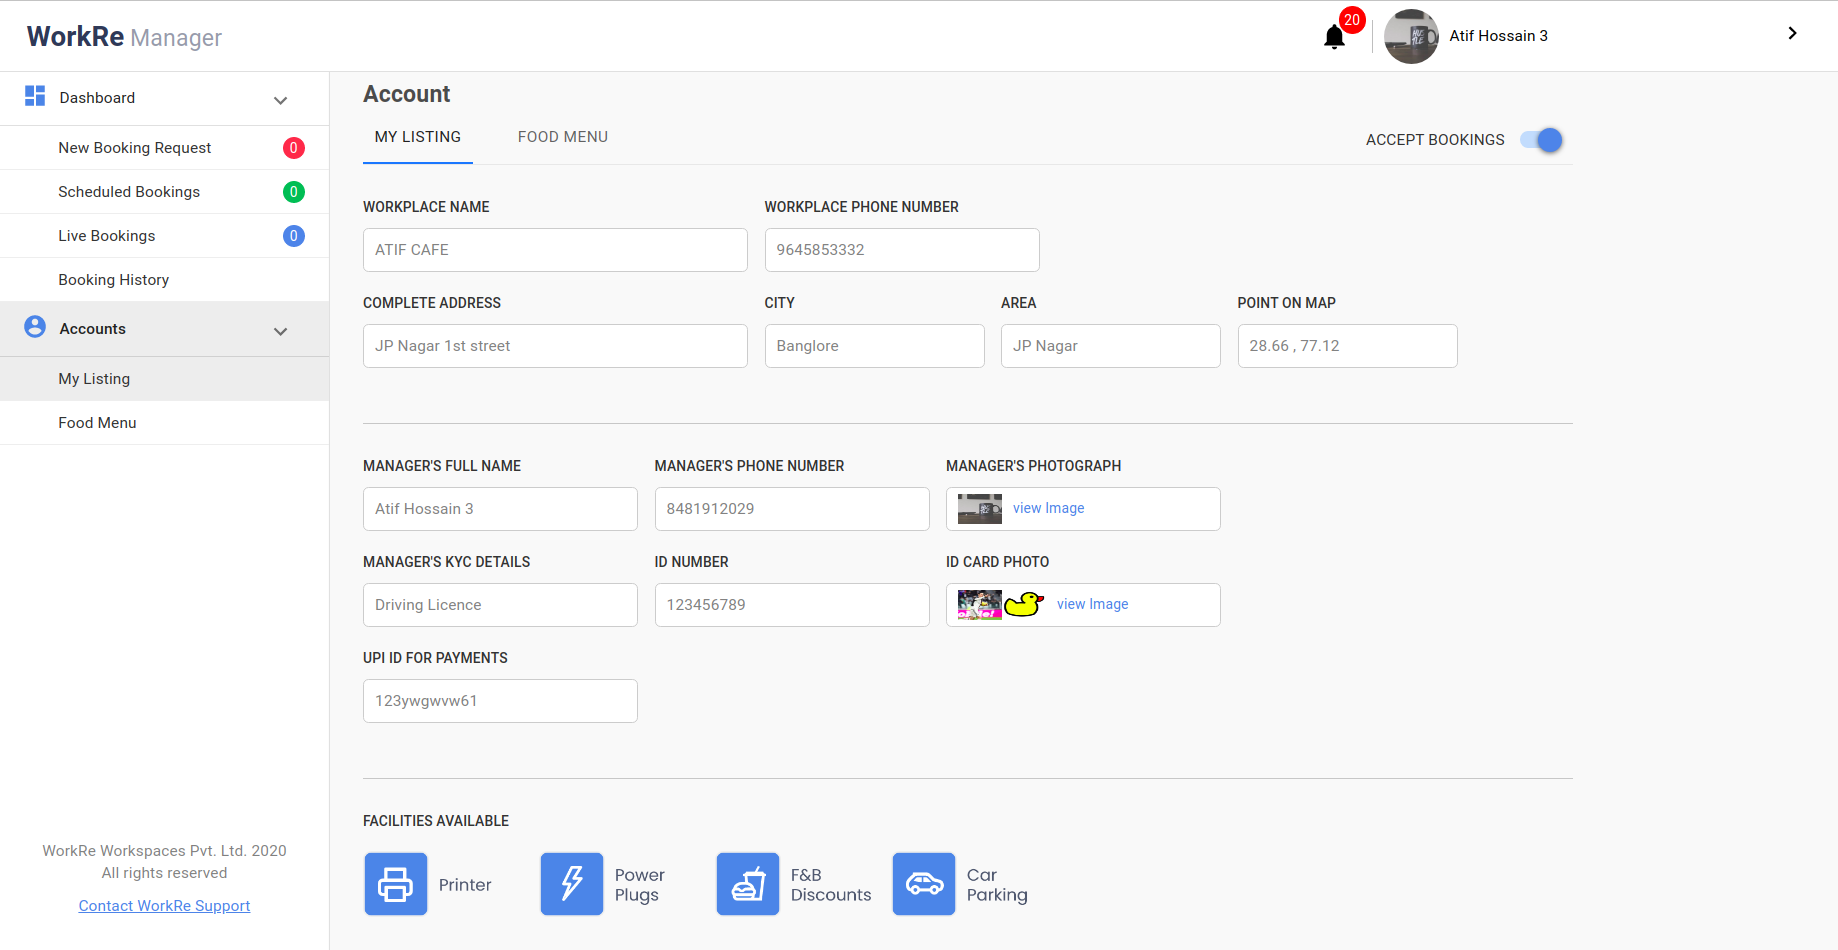 WorkRe Manager
20
Atif Hossain 3
Dashboard
New Booking Request 0
Scheduled Bookings 0
Live Bookings 0
Booking History
Accounts
My Listing
Food Menu
WorkRe Workspaces Pvt. Ltd. 2020
All rights reserved
Contact WorkRe Support
Account
MY LISTING FOOD MENU
ACCEPT BOOKINGS
WORKPLACE NAME WORKPLACE PHONE NUMBER
ATIF CAFE 9645853332
COMPLETE ADDRESS CITY AREA POINT ON MAP
JP Nagar 1st street Banglore JP Nagar 28.66 , 77.12
MANAGER'S FULL NAME MANAGER'S PHONE NUMBER MANAGER'S PHOTOGRAPH
Atif Hossain 3 8481912029 view Image
MANAGER'S KYC DETAILS ID NUMBER ID CARD PHOTO
Driving Licence 123456789 view Image
UPI ID FOR PAYMENTS
123ywgwvw61
FACILITIES AVAILABLE
Printer
Power
Plugs
F&B
Discounts
Car
Parking